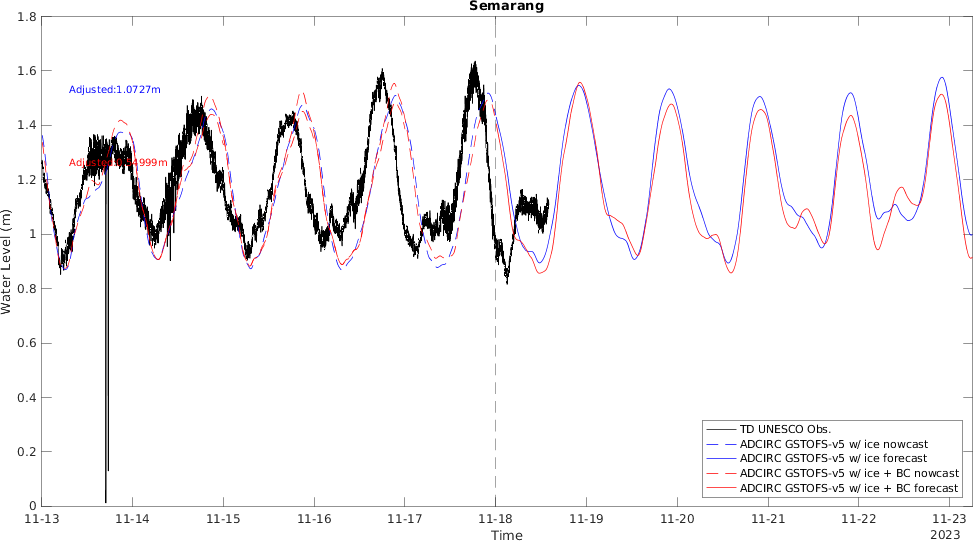 Semarang
1.8
1.6
1.4
1.2
1
0.8
0.6
0.4
0.2
0
Water Level (m)
Adjusted:1.0727m
TD UNESCO Obs.
ADCIRC GSTOFS-v5 w/ ice nowcast
ADCIRC GSTOFS-v5 w/ ice forecast
ADCIRC GSTOFS-v5 w/ ice + BC nowcast
ADCIRC GSTOFS-v5 w/ ice + BC forecast
11-13 11-14 11-15 11-16 11-17 11-18 11-19 11-20 11-21 11-22 11-23
2023
Time